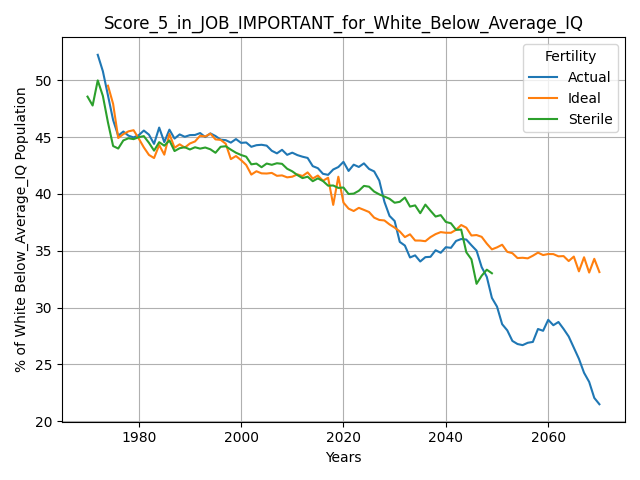 Score_5_in_JOB_IMPORTANT_for_White_Below_Average_IQ
% of White Below_Average_IQ Population
50
45
40
35
30
25
20
1980
2000
2020
2040
2060
Years
Fertility
Actual
Ideal
Sterile